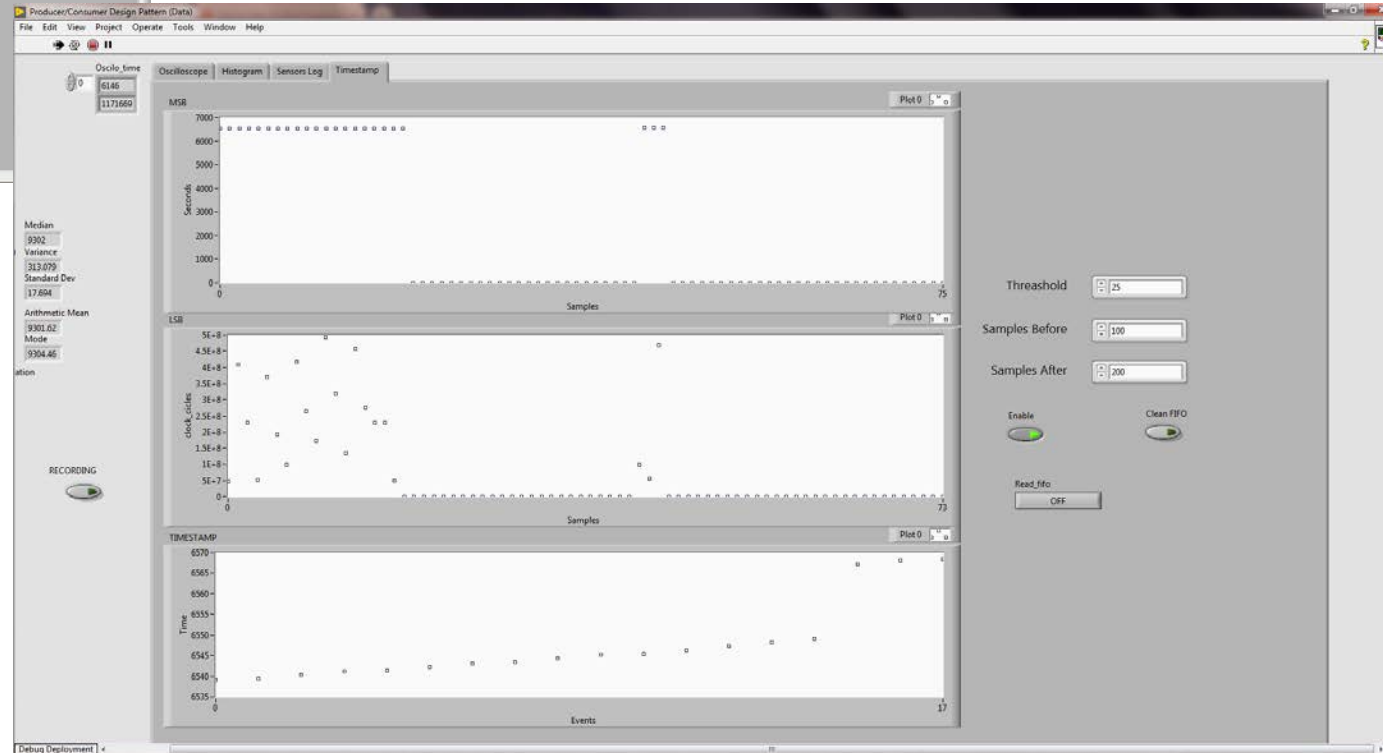 Producer/Consumer Design Pattern (Data)
File Edit View Project Operate Tools Window Help
Oscilo_time
0
6146
1171669
Oscilloscope Histogram Sensors Log Timestamp
MSB
Plot 0
7000
6000
5000
4000
3000
2000
1000
0
Seconds
0
75
Samples
Median
9302
Variance
313.079
Standard Dev
17.694
Arithmetic Mean
9301.62
Mode
9304.46
ation
RECORDING
LSB
Plot 0
5E+8
4.5E+8
4E+8
3.5E+8
3E+8
2.5E+8
2E+8
1.5E+8
1E+8
5E+7
0
clock_cicles
0
73
Samples
TIMESTAMP
Plot 0
6570
6565
6560
6555
6550
6545
6540
6535
Time
0
17
Events
Threashold
25
Samples Before
100
Samples After
200
Enable
Clean FIFO
Read_fifo
OFF
Debug Deployment